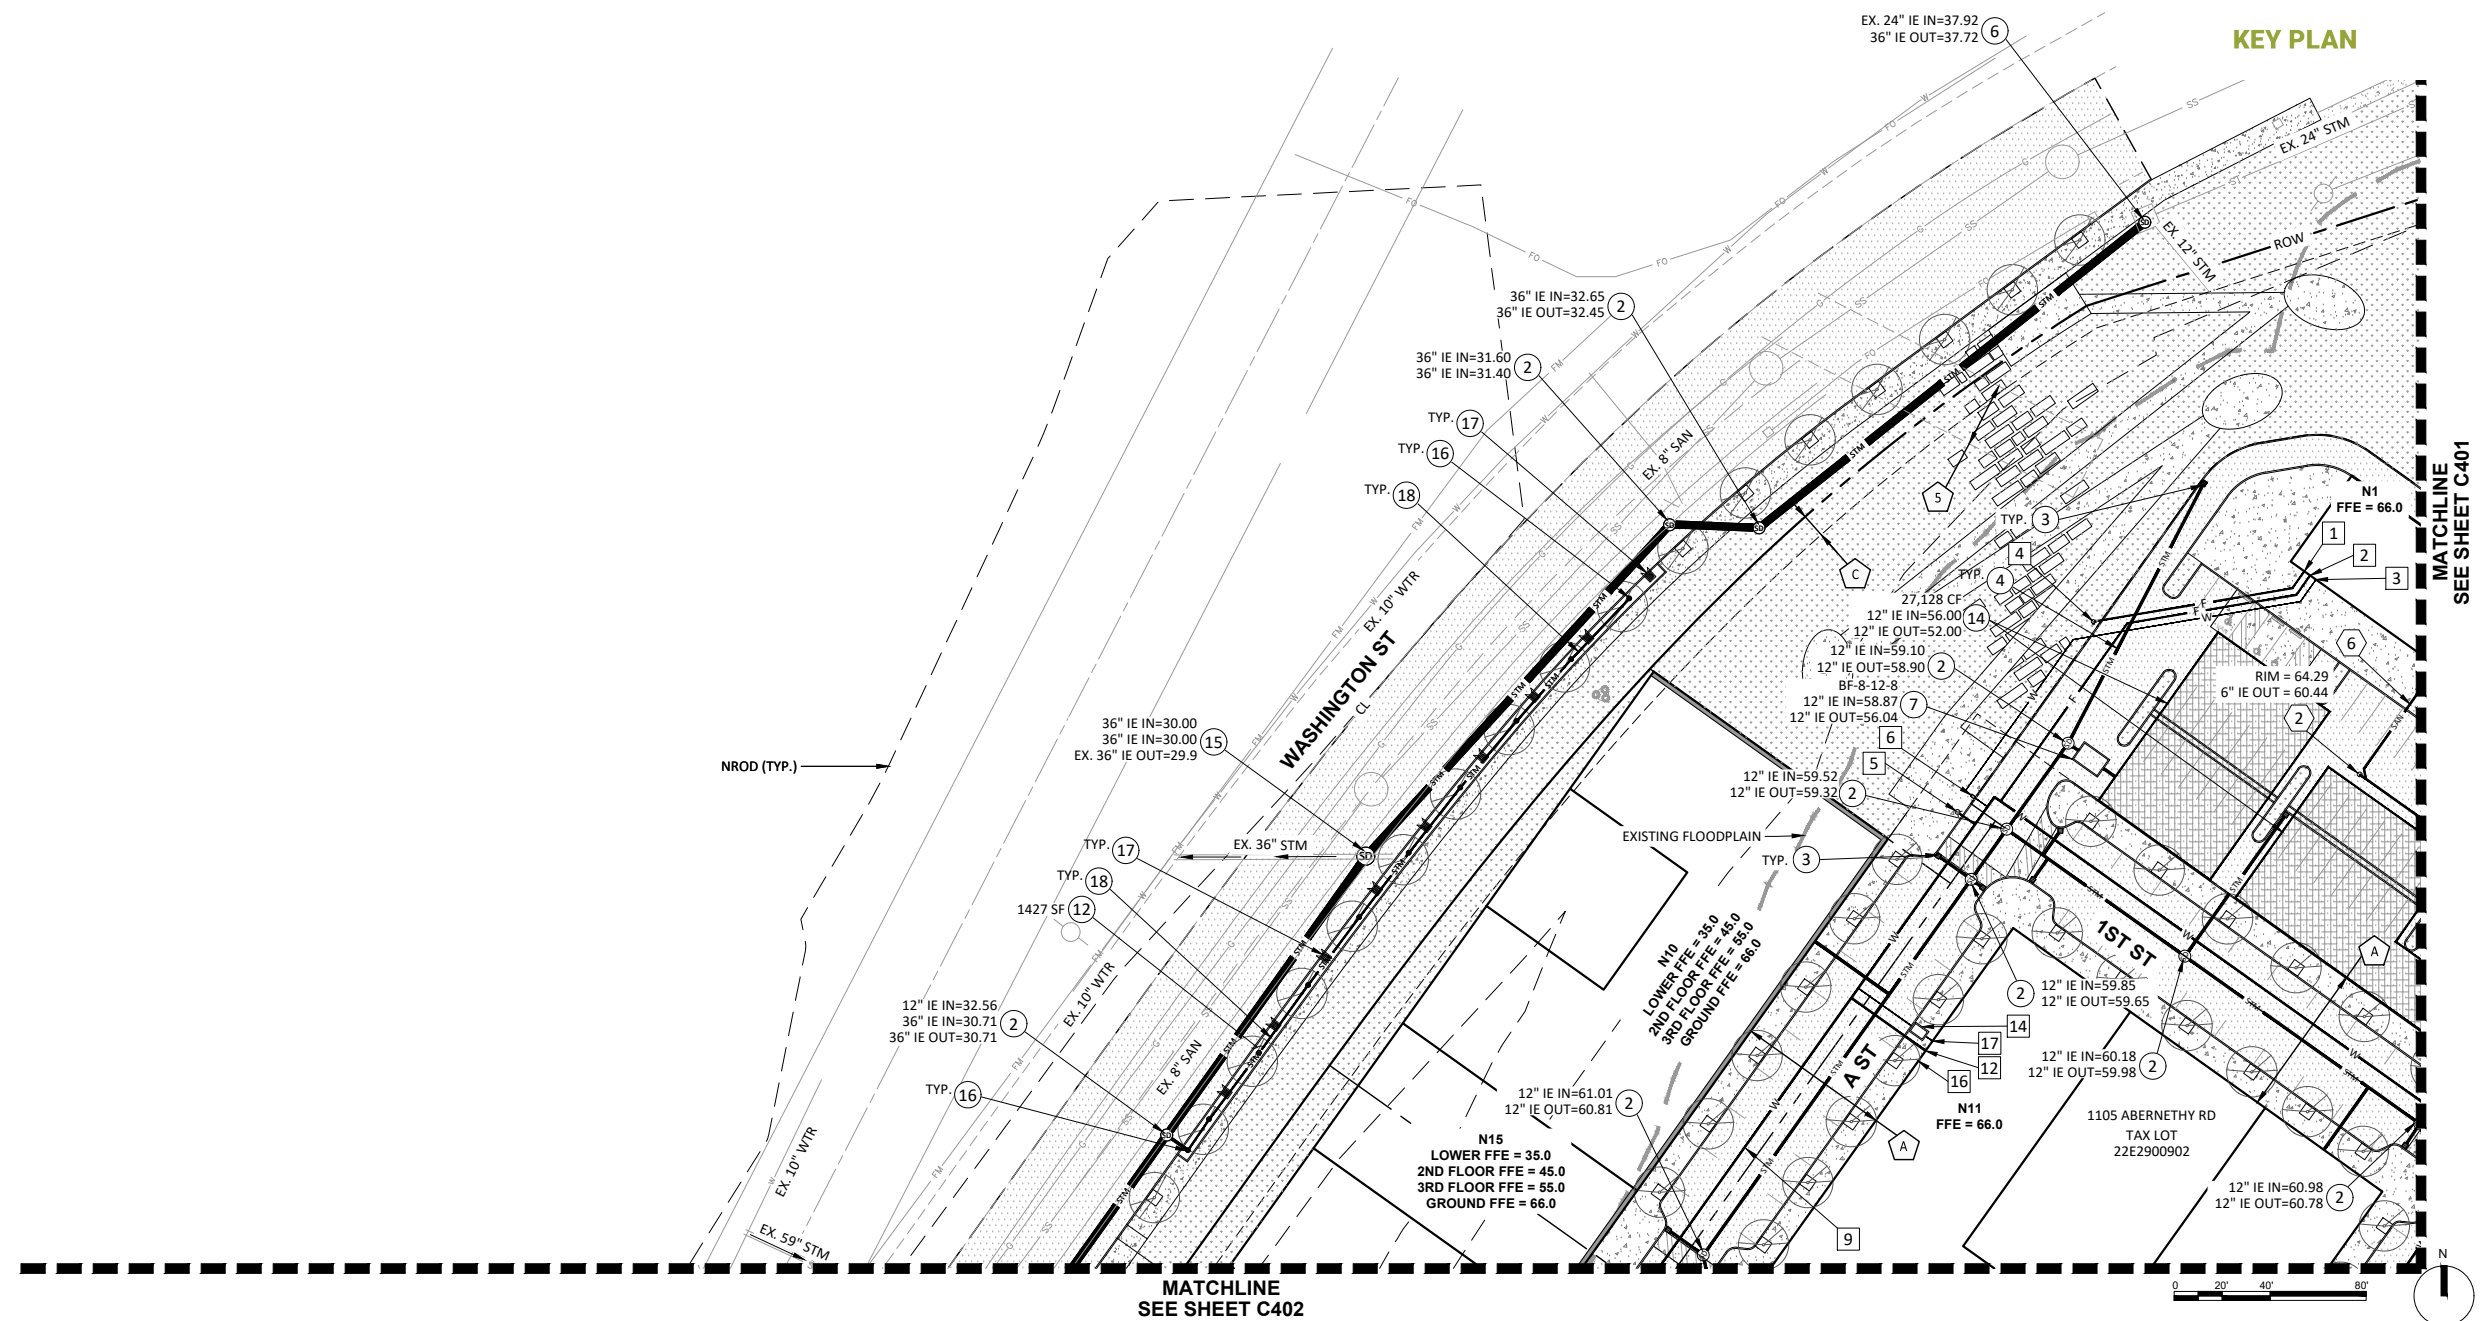 KEY PLAN
EX. 24" IE IN=37.92
36" IE OUT=37.72
6
EX. 24" STM
EX. 12" STM
ROW
36" IE IN=32.65
36" IE OUT=32.45
2
36" IE IN=31.60
36" IE OUT=31.40
2
TYP. 17
TYP. 16
TYP. 18
EX. 8" SAN
EX. 10" WTR
WASHINGTON ST
CL
5
C
TYP. 3
4
TYP. 4
N1
FFE = 66.0
1
2
3
MATCHLINE
SEE SHEET C401
27,128 CF
12" IE IN=56.00
12" IE OUT=52.00
14
12" IE IN=59.10
12" IE OUT=58.90
2
BF-8-12-8
12" IE IN=58.87
12" IE OUT=56.04
7
6
5
12" IE IN=59.52
12" IE OUT=59.32
2
6
RIM = 64.29
6" IE OUT = 60.44
2
SAN
NROD (TYP.)
36" IE IN=30.00
36" IE IN=30.00
EX. 36" IE OUT=29.9
15
EX. 36" STM
SD
TYP. 17
TYP. 18
1427 SF 12
EXISTING FLOODPLAIN
TYP. 3
N10
LOWER FFE = 35.0
2ND FLOOR FFE = 45.0
3RD FLOOR FFE = 55.0
GROUND FFE = 66.0
1ST ST
A
2
12" IE IN=59.85
12" IE OUT=59.65
14
17
12
16
A ST
12" IE IN=60.18
12" IE OUT=59.98
2
EX. 10" WTR
12" IE IN=32.56
36" IE IN=30.71
36" IE OUT=30.71
2
EX. 8" SAN
TYP. 16
12" IE IN=61.01
12" IE OUT=60.81
2
N11
FFE = 66.0
1105 ABERNETHY RD
TAX LOT
22E2900902
N15
LOWER FFE = 35.0
2ND FLOOR FFE = 45.0
3RD FLOOR FFE = 55.0
GROUND FFE = 66.0
A
12" IE IN=60.98
12" IE OUT=60.78
2
EX. 10" WTR
EX. 59" STM
9
MATCHLINE
SEE SHEET C402
0 20' 40' 80'
N